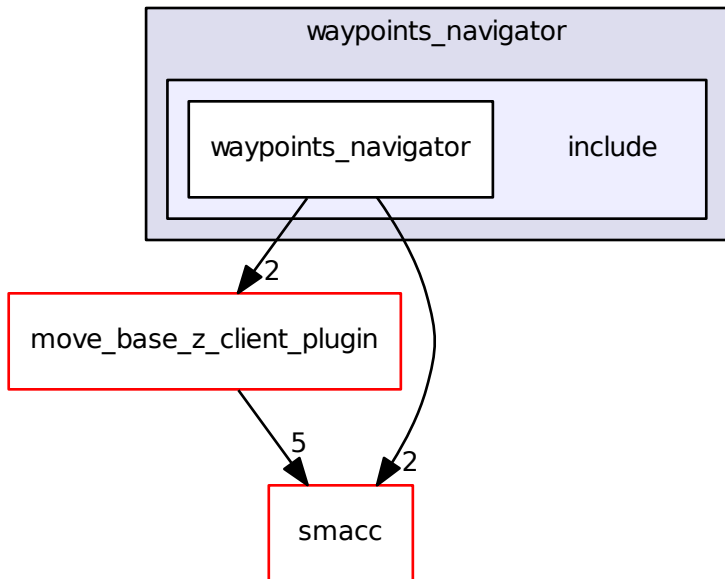 waypoints_navigator
waypoints_navigator
include
2
move_base_z_client_plugin
5
2
smacc